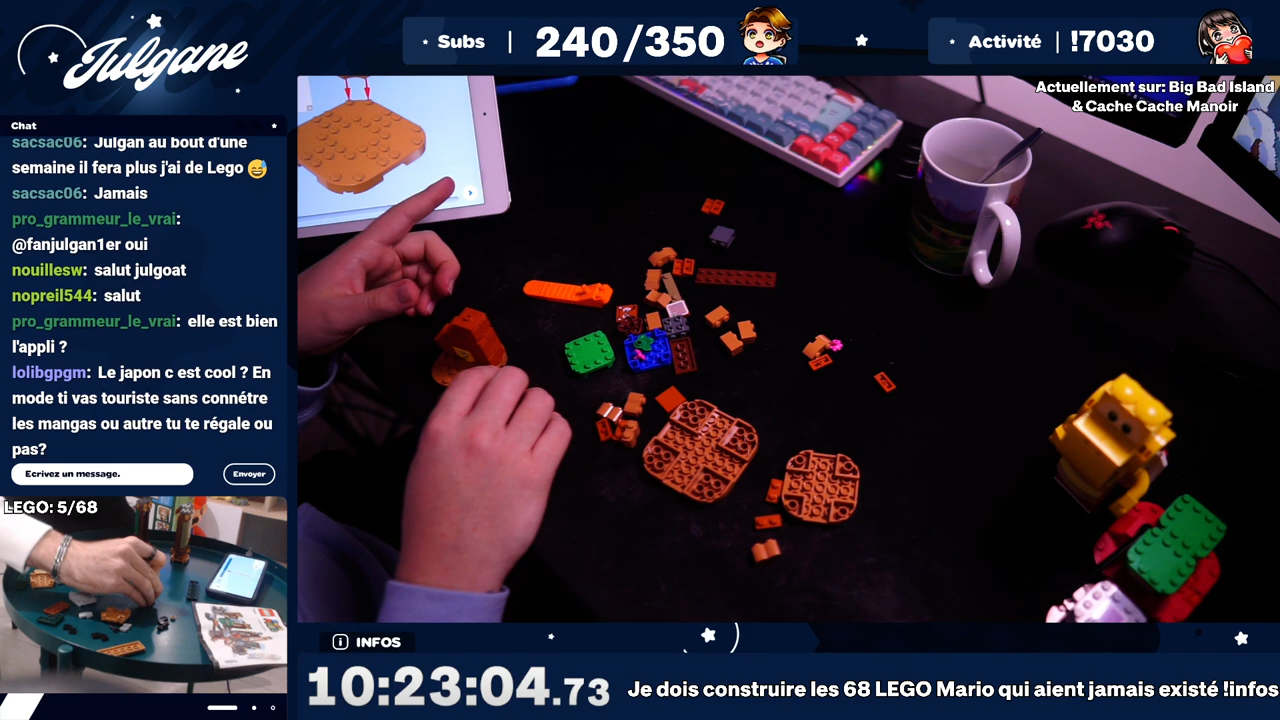 Julgane
Subs | 240/350
Activité | !7030
Actuellement sur: Big Bad Island
& Cache Cache Manoir
Chat
sacsac06: Julgan au bout d'une
semaine il fera plus j'ai de Lego 😅
sacsac06: Jamais
pro_grammeur_le_vrai:
@fanjulgan1er oui
nouillesw: salut julgoat
nopreil544: salut
pro_grammeur_le_vrai: elle est bien
l'appli ?
lolibgpgm: Le japon c est cool ? En
mode ti vas touriste sans connétre
les mangas ou autre tu te régale ou
pas?
Ecrivez un message.
Envoyer
LEGO: 5/68
INFOS
10:23:04.73
Je dois construire les 68 LEGO Mario qui aient jamais existé !infos